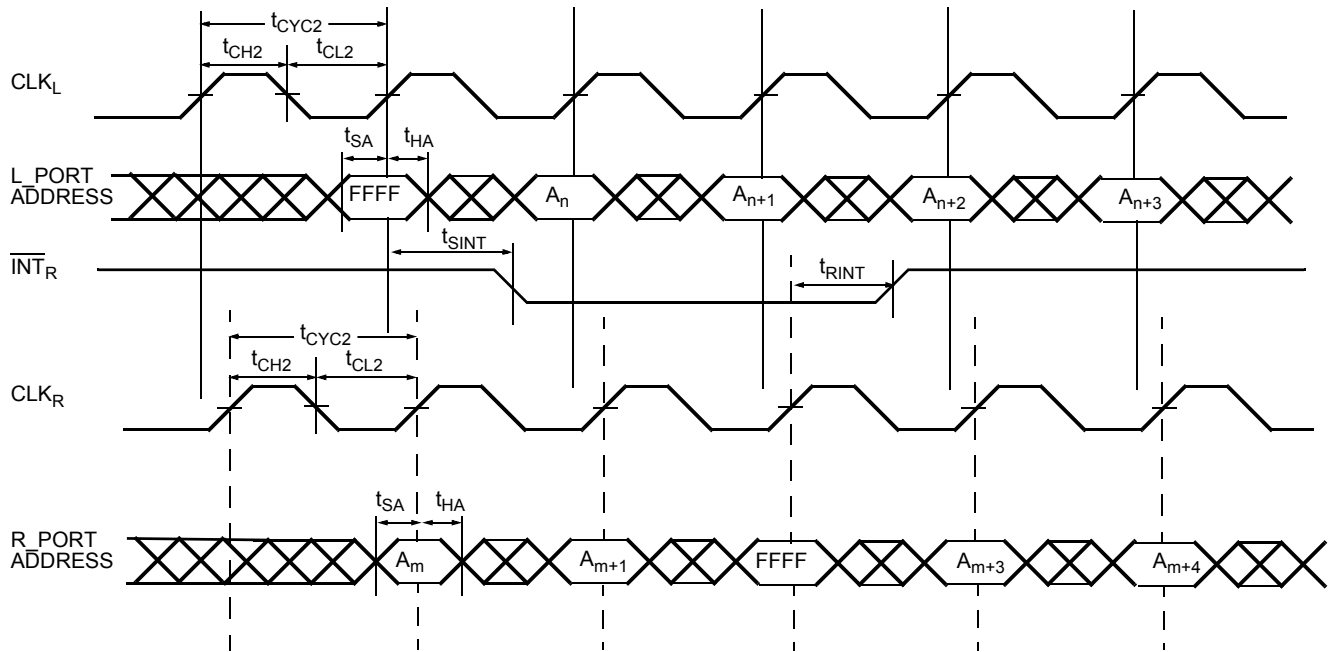 tCYC2
tCH2 tCL2
CLKL
tSA tHA
L_PORT
ADDRESS
FFFF An An+1 An+2 An+3
tSINT
INTR
tRINT
tCYC2
tCH2 tCL2
CLKR
tSA tHA
R_PORT
ADDRESS
Am Am+1 FFFF Am+3 Am+4